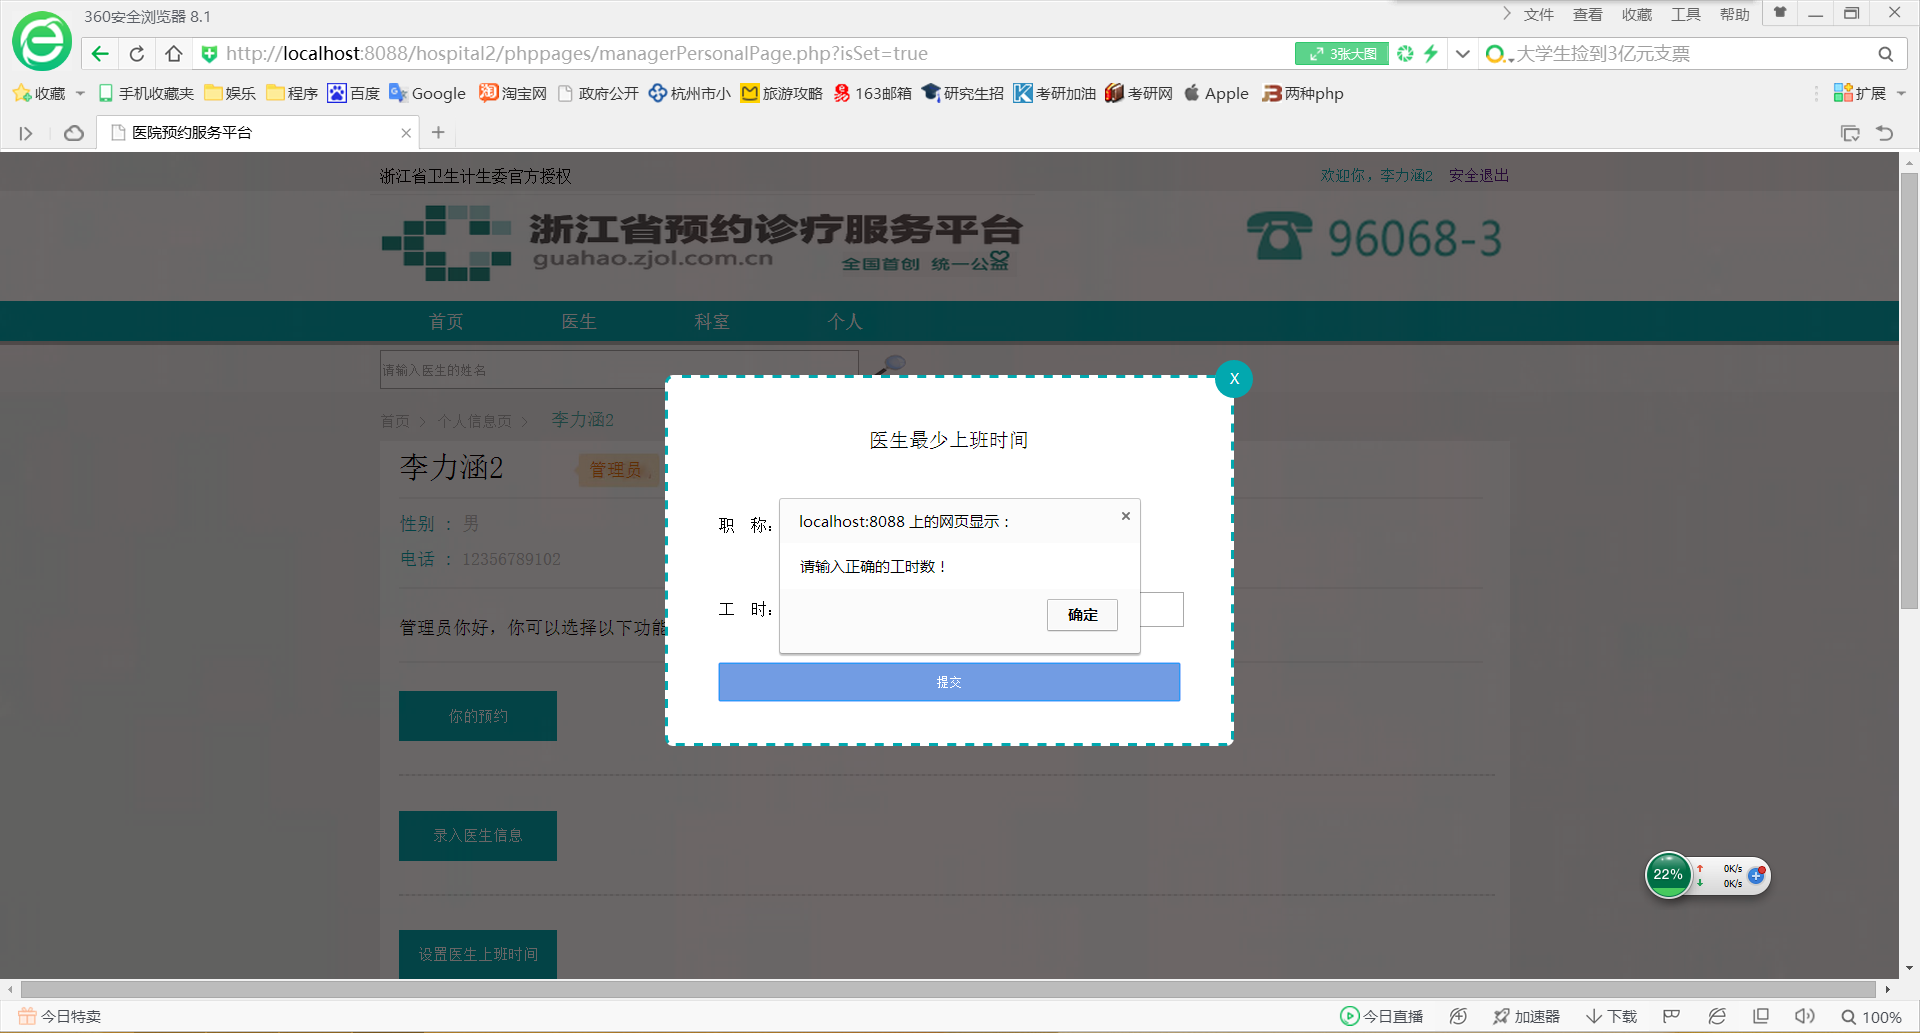 360安全浏览器 8.1
文件 查看 收藏 工具 帮助
http://localhost:8088/hospital2/phppages/managerPersonalPage.php?isSet=true
3张大图
大学生捡到3亿元支票
收藏 手机收藏夹 娱乐 程序 百度 Google 淘宝网 政府公开 杭州市小 旅游攻略 163邮箱 研究生招 考研加油 考研网 Apple 两种php 扩展
医院预约服务平台
浙江省卫生计生委官方授权
欢迎你，李力涵2 安全退出
浙江省预约诊疗服务平台
guahao.zjol.com.cn 全国首创 统一公益
96068-3
首页 医生 科室 个人
请输入医生的姓名
X
首页 > 个人信息页 > 李力涵2
医生最少上班时间
李力涵2 管理员
性别 ： 男
电话 ： 12356789102
职 称：
localhost:8088 上的网页显示：
请输入正确的工时数！
确定
工 时：
管理员你好，你可以选择以下功能
提交
你的预约
录入医生信息
22%
0K/s
0K/s
设置医生上班时间
今日特卖
今日直播 加速器 下载 100%